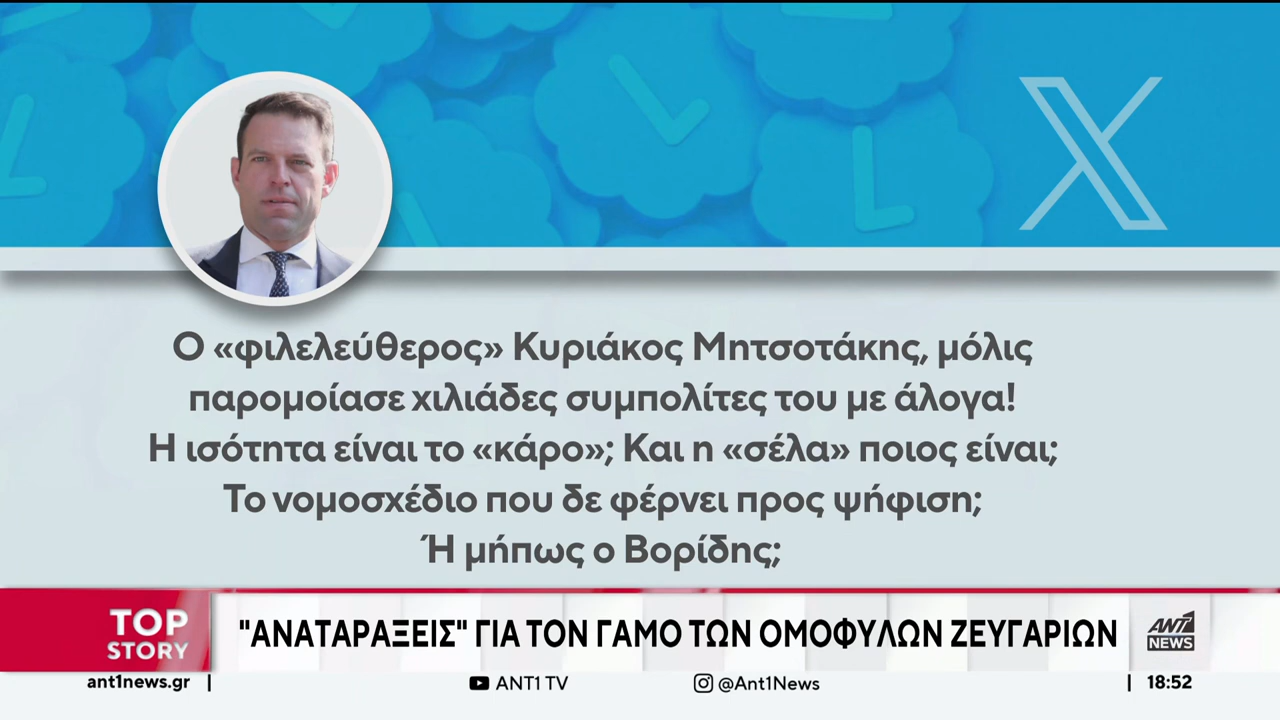 X
Ο «φιλελεύθερος» Κυριάκος Μητσοτάκης, μόλις
παρομοίασε χιλιάδες συμπολίτες του με άλογα!
Η ισότητα είναι το «κάρο»; Και η «σέλα» ποιος είναι;
Το νομοσχέδιο που δε φέρνει προς ψήφιση;
Ή μήπως ο Βορίδης;
TOP
STORY
"ΑΝΑΤΑΡΑΞΕΙΣ" ΓΙΑ ΤΟΝ ΓΑΜΟ ΤΩΝ ΟΜΟΦΥΛΩΝ ΖΕΥΓΑΡΙΩΝ
ANT1
NEWS
ant1news.gr |
ANT1 TV
@Ant1News
| 18:52